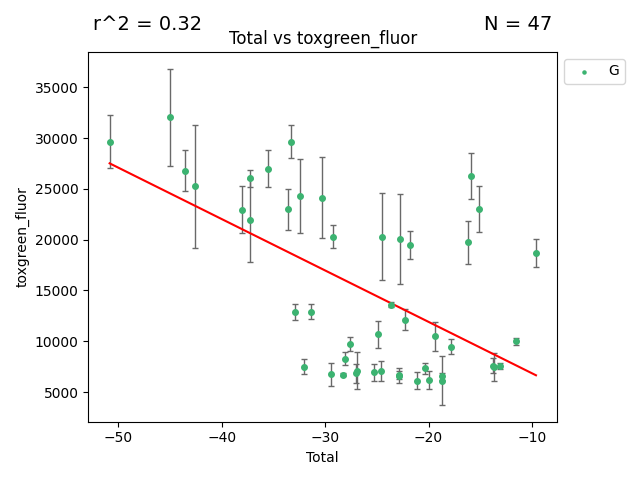 r^2 = 0.32
N = 47
Total vs toxgreen_fluor
G
35000
30000
25000
20000
15000
10000
5000
toxgreen_fluor
−50
−40
−30
−20
−10
Total